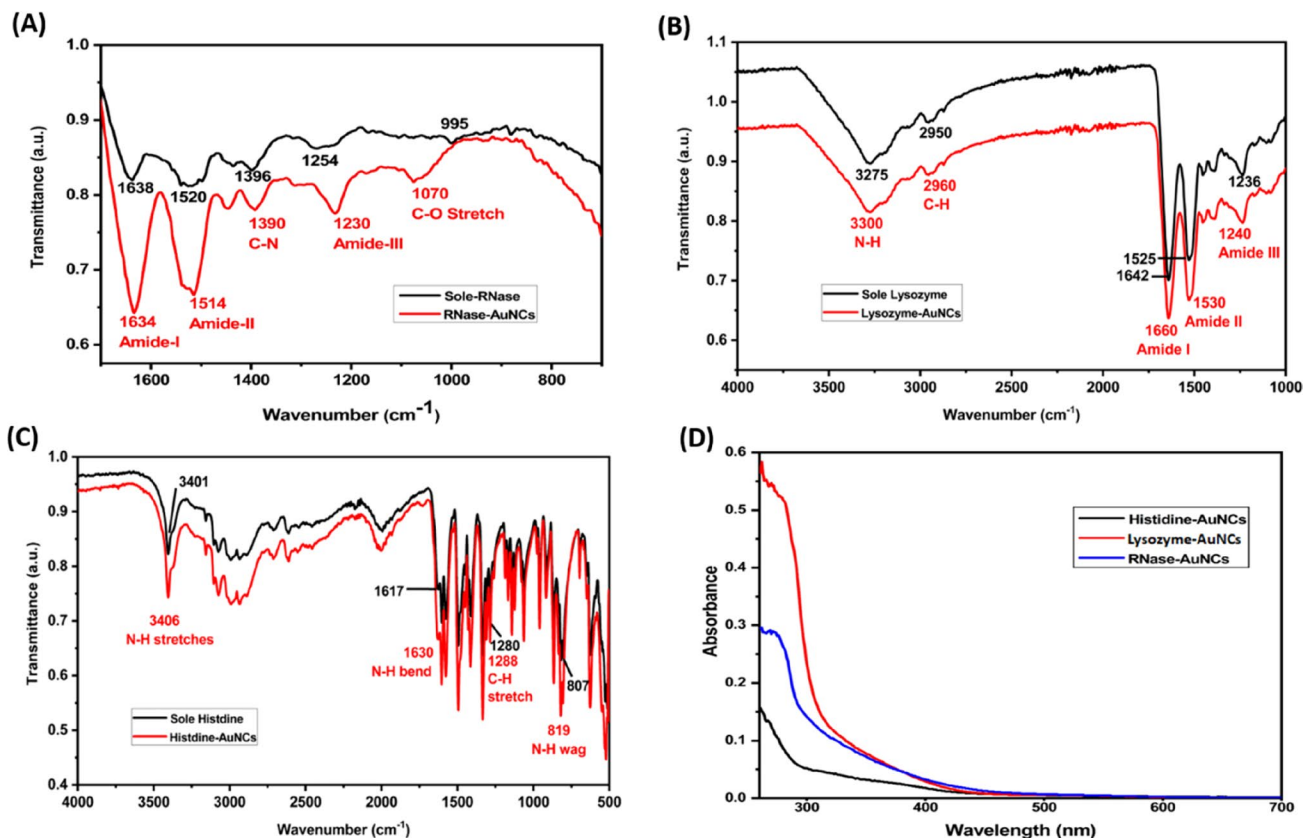 (A)
1.0
0.9
0.8
0.7
0.6
Transmittance (a.u.)
1638
1520
1396
1254
995
1070
C-O Stretch
1390
C-N
1230
Amide-III
1514
Amide-II
1634
Amide-I
Sole-RNase
RNase-AuNCs
1600 1400 1200 1000 800
Wavenumber (cm-1)
(B)
1.1
1.0
0.9
0.8
0.7
0.6
Transmittance (a.u.)
2950
3275
2960
C-H
3300
N-H
1236
1240
Amide III
1525
1642
1530
Amide II
1660
Amide I
Sole Lysozyme
Lysozyme-AuNCs
4000 3500 3000 2500 2000 1500 1000
Wavenumber (cm-1)
(C)
1.0
0.9
0.8
0.7
0.6
0.5
0.4
Transmittance (a.u.)
3401
3406
N-H stretches
1617
1630
N-H bend
1280
1288
C-H
stretch
807
819
N-H wag
Sole Histdine
Histdine-AuNCs
4000 3500 3000 2500 2000 1500 1000 500
Wavenumber (cm-1)
(D)
0.6
0.5
0.4
0.3
0.2
0.1
0.0
Absorbance
Histidine-AuNCs
Lysozyme-AuNCs
RNase-AuNCs
300 400 500 600 700
Wavelength (nm)